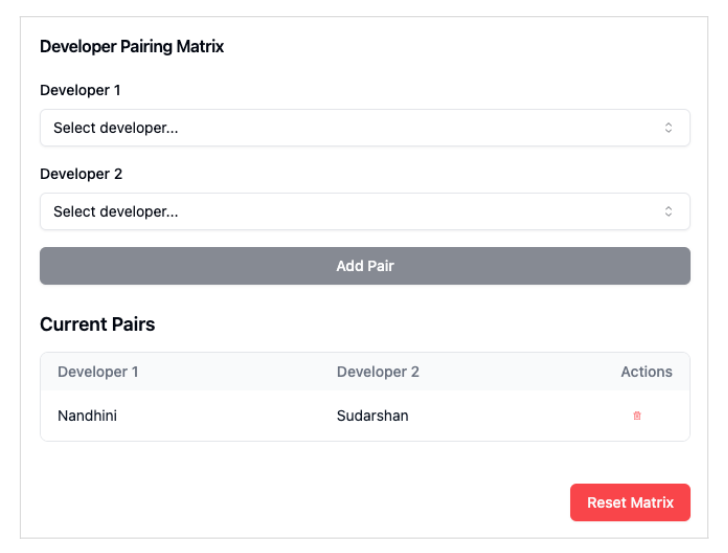 Developer Pairing Matrix
Developer 1
Select developer...
Developer 2
Select developer...
Add Pair
Current Pairs
Developer 1 Developer 2 Actions
Nandhini Sudarshan
Reset Matrix